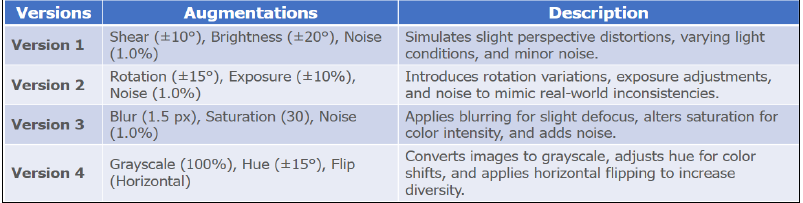 Versions Augmentations Description
Version 1 Shear (±10°), Brightness (±20°), Noise (1.0%) Simulates slight perspective distortions, varying light conditions, and minor noise.
Version 2 Rotation (±15°), Exposure (±10%), Noise (1.0%) Introduces rotation variations, exposure adjustments, and noise to mimic real-world inconsistencies.
Version 3 Blur (1.5 px), Saturation (30), Noise (1.0%) Applies blurring for slight defocus, alters saturation for color intensity, and adds noise.
Version 4 Grayscale (100%), Hue (±15°), Flip (Horizontal) Converts images to grayscale, adjusts hue for color shifts, and applies horizontal flipping to increase diversity.